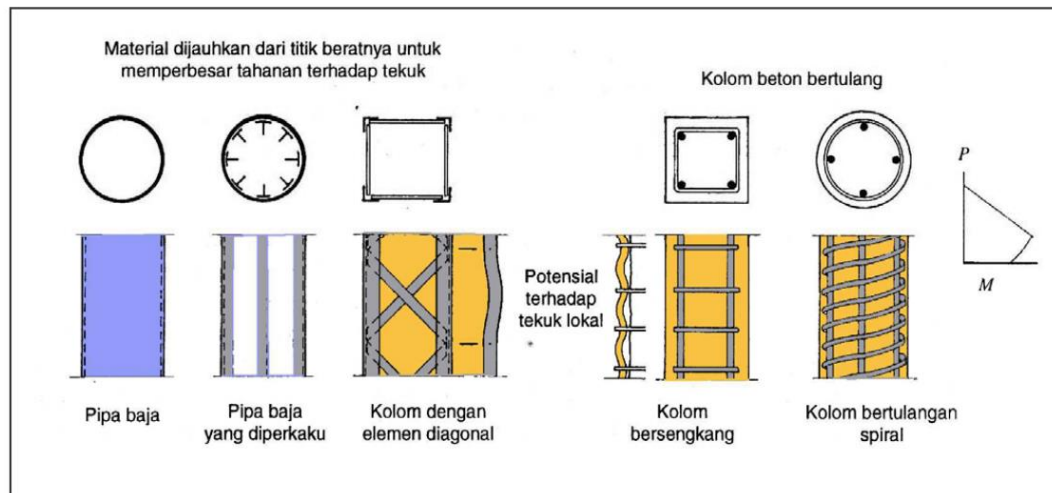 Material dijauhkan dari titik beratnya untuk
memperbesar tahanan terhadap tekuk
Kolom beton bertulang
P
M
Potensial
terhadap
tekuk lokal
Pipa baja
Pipa baja
yang diperkaku
Kolom dengan
elemen diagonal
Kolom
bersengkang
Kolom bertulangan
spiral